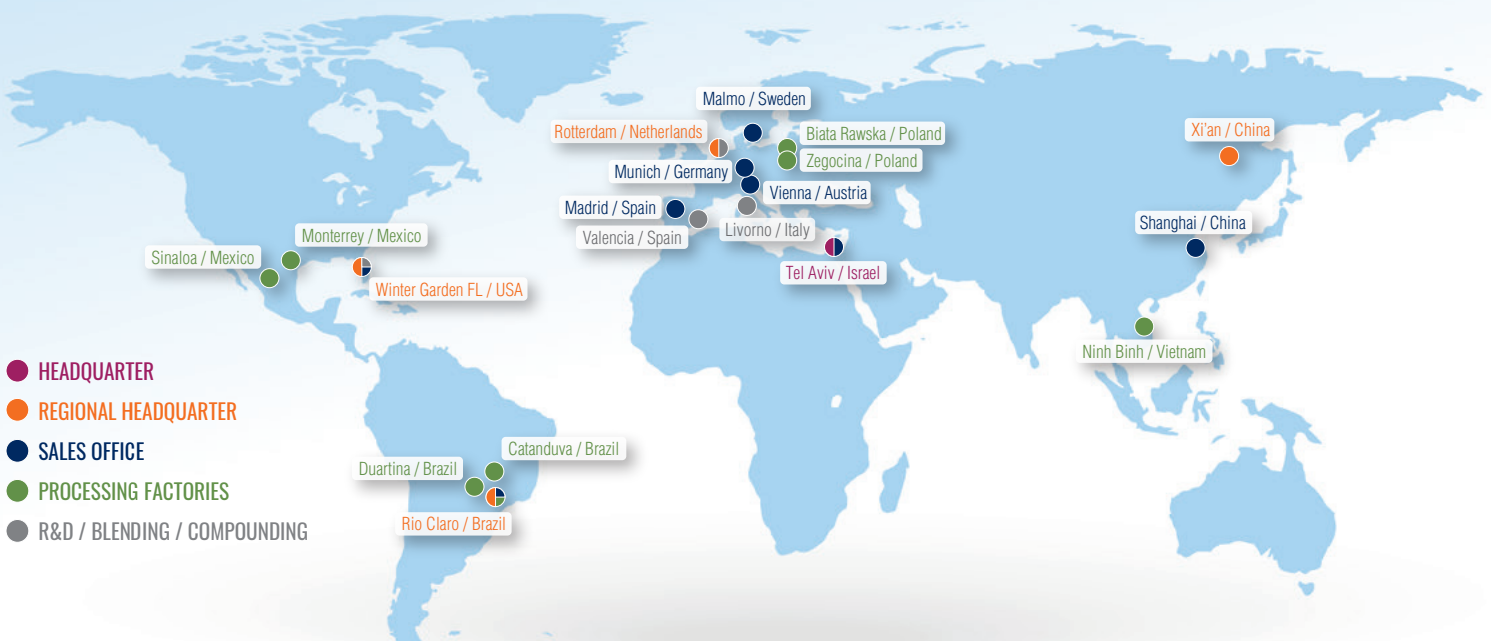 Malmo / Sweden
Rotterdam / Netherlands
Biata Rawska / Poland
Zegocina / Poland
Munich / Germany
Vienna / Austria
Madrid / Spain
Valencia / Spain
Livorno / Italy
Tel Aviv / Israel
Xi'an / China
Shanghai / China
Ninh Binh / Vietnam
Monterrey / Mexico
Sinaloa / Mexico
Winter Garden FL / USA
Catanduva / Brazil
Duartina / Brazil
Rio Claro / Brazil
HEADQUARTER
REGIONAL HEADQUARTER
SALES OFFICE
PROCESSING FACTORIES
R&D / BLENDING / COMPOUNDING